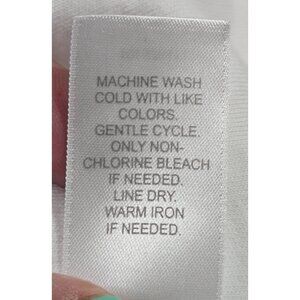 MACHINE WASH
COLD WITH LIKE
COLORS.
GENTLE CYCLE.
ONLY NON-
CHLORINE BLEACH
IF NEEDED.
LINE DRY.
WARM IRON
IF NEEDED.